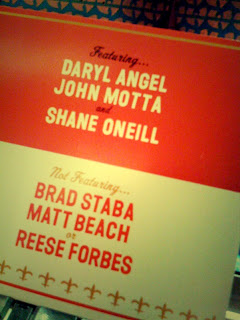 Featuring...
DARYL ANGEL
JOHN MOTTA
and
SHANE ONEILL
Not Featuring...
BRAD STABA
MATT BEACH
or
REESE FORBES